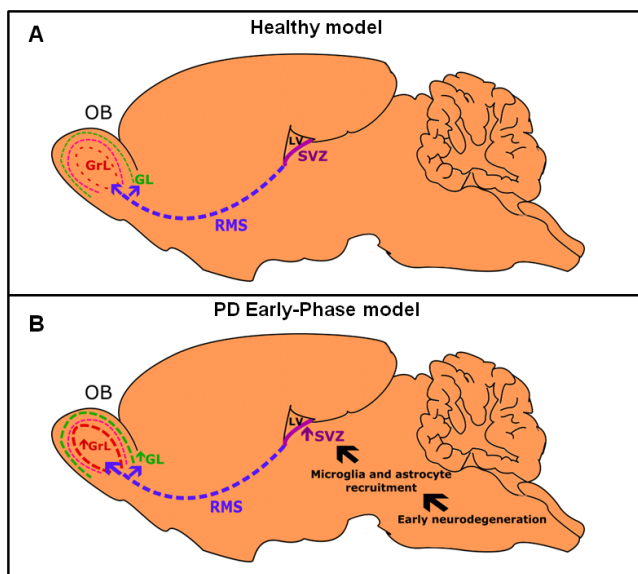 Healthy model
A
OB
LV
SVZ
GrL
GL
RMS
PD Early-Phase model
B
OB
LV
↑SVZ
↑GrL
↑GL
Microglia and astrocyte
recruitment
RMS
Early neurodegeneration